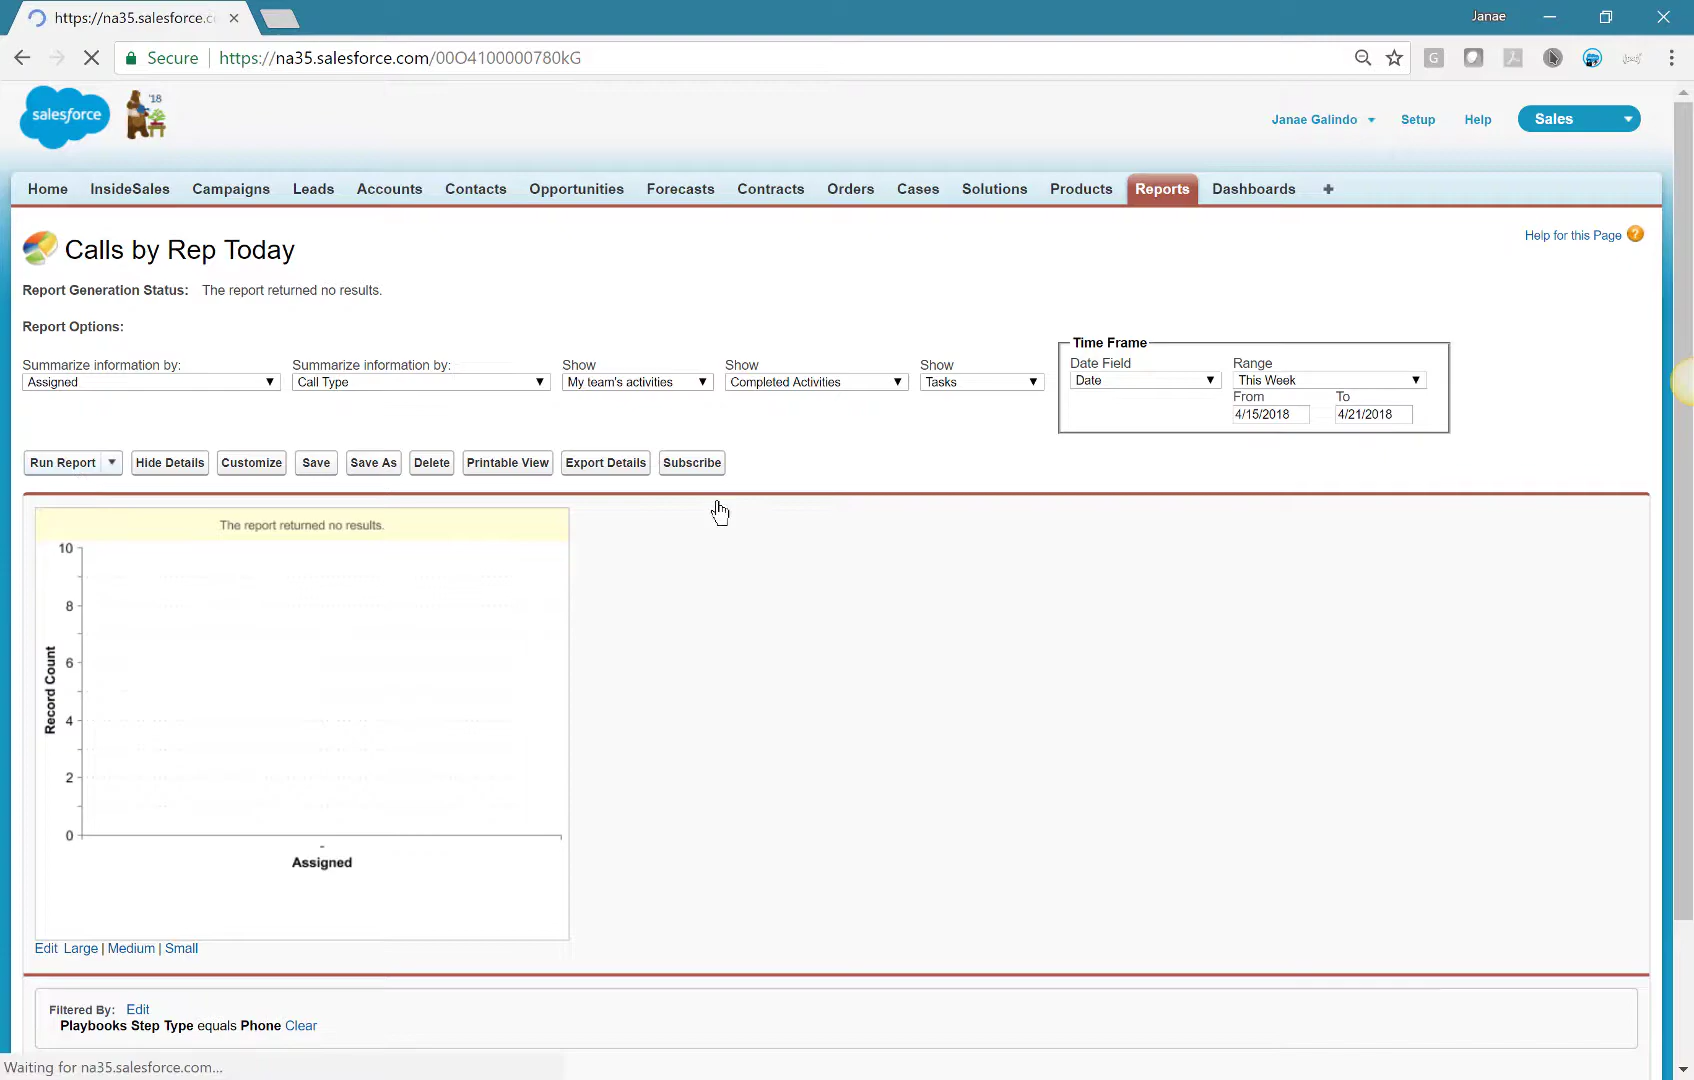 https://na35.salesforce.c
Janae
Secure
https://na35.salesforce.com/00O4100000780kG
salesforce
'18
Janae Galindo
Setup
Help
Sales
Home
InsideSales
Campaigns
Leads
Accounts
Contacts
Opportunities
Forecasts
Contracts
Orders
Cases
Solutions
Products
Reports
Dashboards
+
Calls by Rep Today
Help for this Page
?
Report Generation Status: The report returned no results.
Report Options:
Time Frame
Summarize information by:
Assigned
Summarize information by:
Call Type
Show
My team's activities
Show
Completed Activities
Show
Tasks
Date Field
Date
Range
This Week
From
4/15/2018
To
4/21/2018
Run Report
Hide Details
Customize
Save
Save As
Delete
Printable View
Export Details
Subscribe
The report returned no results.
10
8
6
4
2
0
Record Count
-
Assigned
Edit Large | Medium | Small
Filtered By: Edit
Playbooks Step Type equals Phone Clear
Waiting for na35.salesforce.com...